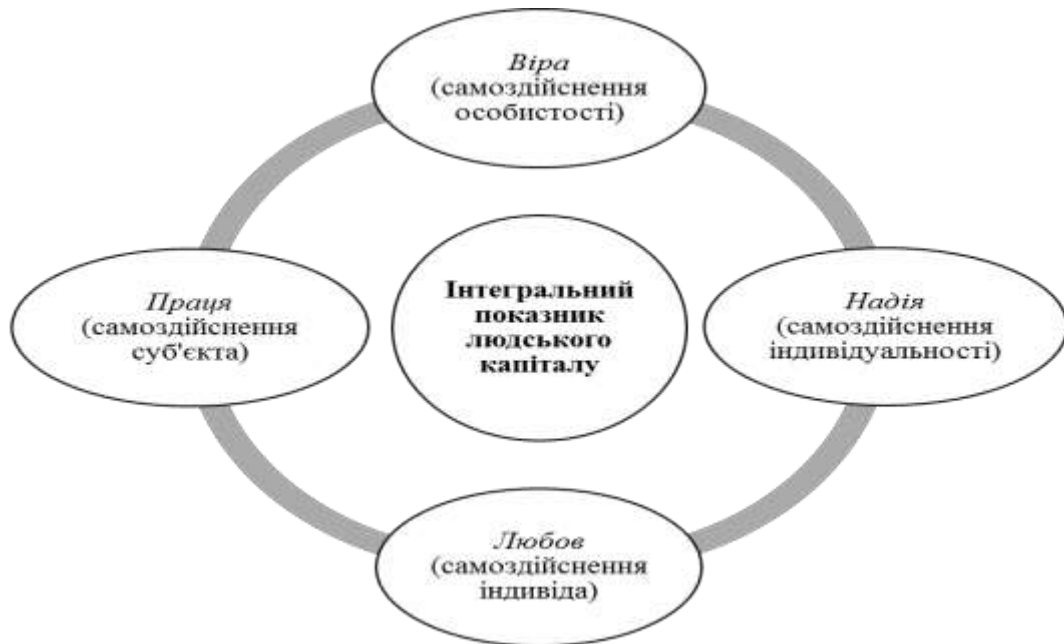 Віра
(самоздійснення
особистості)
Праця
(самоздійснення
суб'єкта)
Інтегральний
показник
людського
капіталу
Надія
(самоздійснення
індивідуальності)
Любов
(самоздійснення
індивіда)